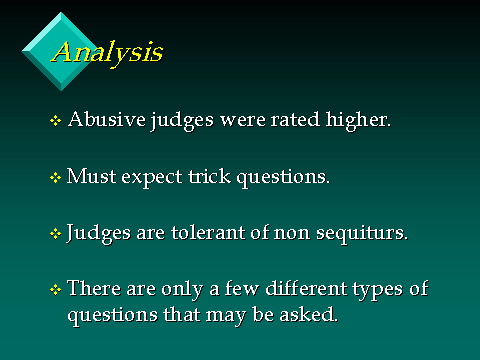 Analysis
Abusive judges were rated higher.
Must expect trick questions.
Judges are tolerant of non sequiturs.
There are only a few different types of
questions that may be asked.